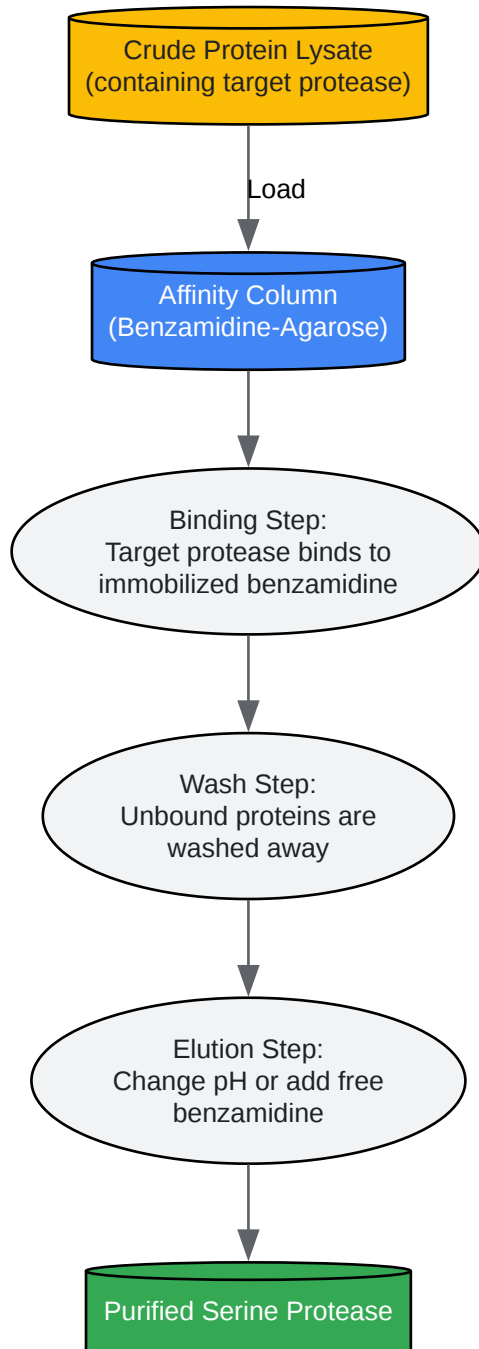 Crude Protein Lysate
(containing target protease)
Load
Affinity Column
(Benzamidine-Agarose)
Binding Step:
Target protease binds to
immobilized benzamidine
Wash Step:
Unbound proteins are
washed away
Elution Step:
Change pH or add free
benzamidine
Purified Serine Protease